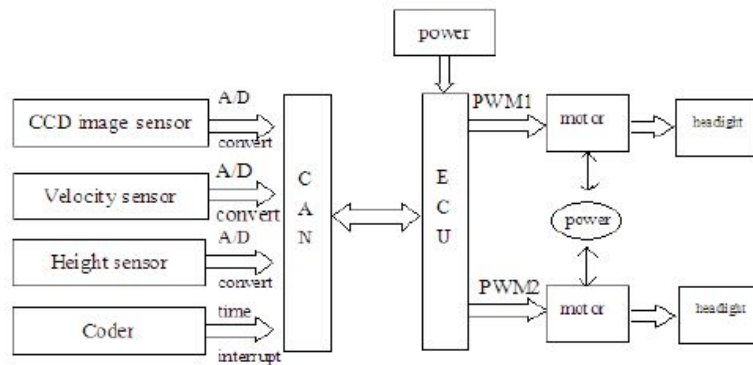 power
A/D
CCD image sensor
convert
A/D
Velocity sensor
convert
A/D
Height sensor
convert
time
Coder
interrupt
C
A
N
E
C
U
PWM1
motor
headlight
power
PWM2
motor
headlight